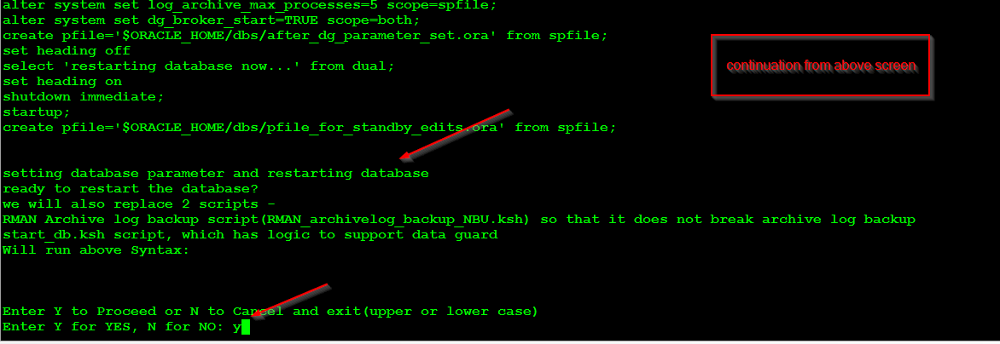 alter system set log_archive_max_processes=5 scope=spfile;
alter system set dg_broker_start=TRUE scope=both;
create pfile='$ORACLE_HOME/dbs/after_dg_parameter_set.ora' from spfile;
set heading off
select 'restarting database now...' from dual;
set heading on
shutdown immediate;
startup;
create pfile='$ORACLE_HOME/dbs/pfile_for_standby_edits.ora' from spfile;
continuation from above screen
setting database parameter and restarting database
ready to restart the database?
we will also replace 2 scripts -
RMAN Archive log backup script(RMAN_archivelog_backup_NBU.ksh) so that it does not break archive log backup
start_db.ksh script, which has logic to support data guard
Will run above Syntax:
Enter Y to Proceed or N to Cancel and exit(upper or lower case)
Enter Y for YES, N for NO: y